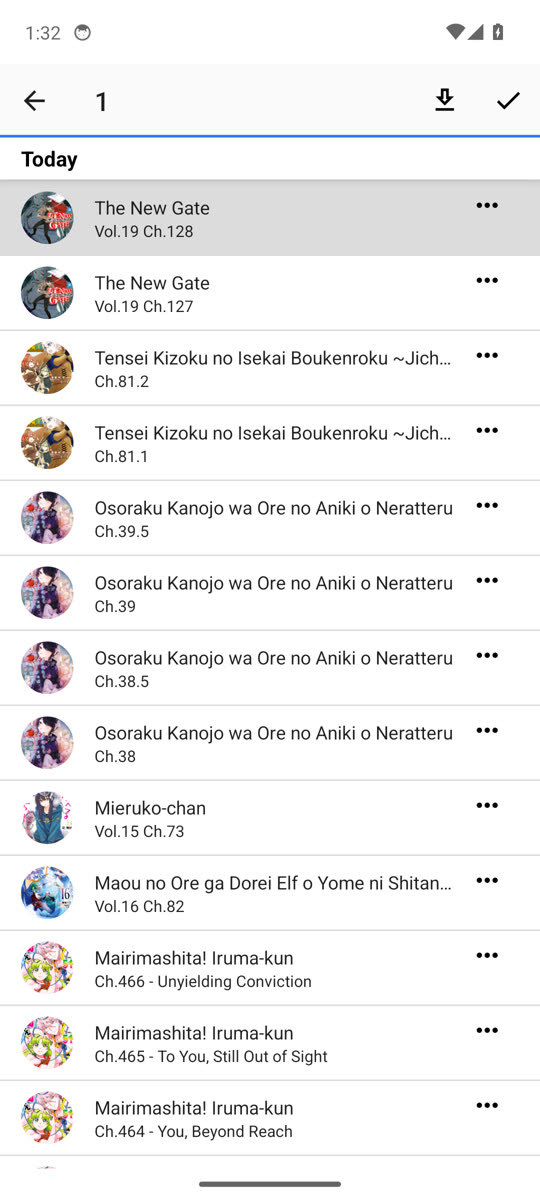 1:32
1
Today
The New Gate
Vol.19 Ch.128
The New Gate
Vol.19 Ch.127
Tensei Kizoku no Isekai Boukenroku ~Jich...
Ch.81.2
Tensei Kizoku no Isekai Boukenroku ~Jich...
Ch.81.1
Osoraku Kanojo wa Ore no Aniki o Neratteru
Ch.39.5
Osoraku Kanojo wa Ore no Aniki o Neratteru
Ch.39
Osoraku Kanojo wa Ore no Aniki o Neratteru
Ch.38.5
Osoraku Kanojo wa Ore no Aniki o Neratteru
Ch.38
Mieruko-chan
Vol.15 Ch.73
Maou no Ore ga Dorei Elf o Yome ni Shitan...
Vol.16 Ch.82
Mairimashita! Iruma-kun
Ch.466 - Unyielding Conviction
Mairimashita! Iruma-kun
Ch.465 - To You, Still Out of Sight
Mairimashita! Iruma-kun
Ch.464 - You, Beyond Reach